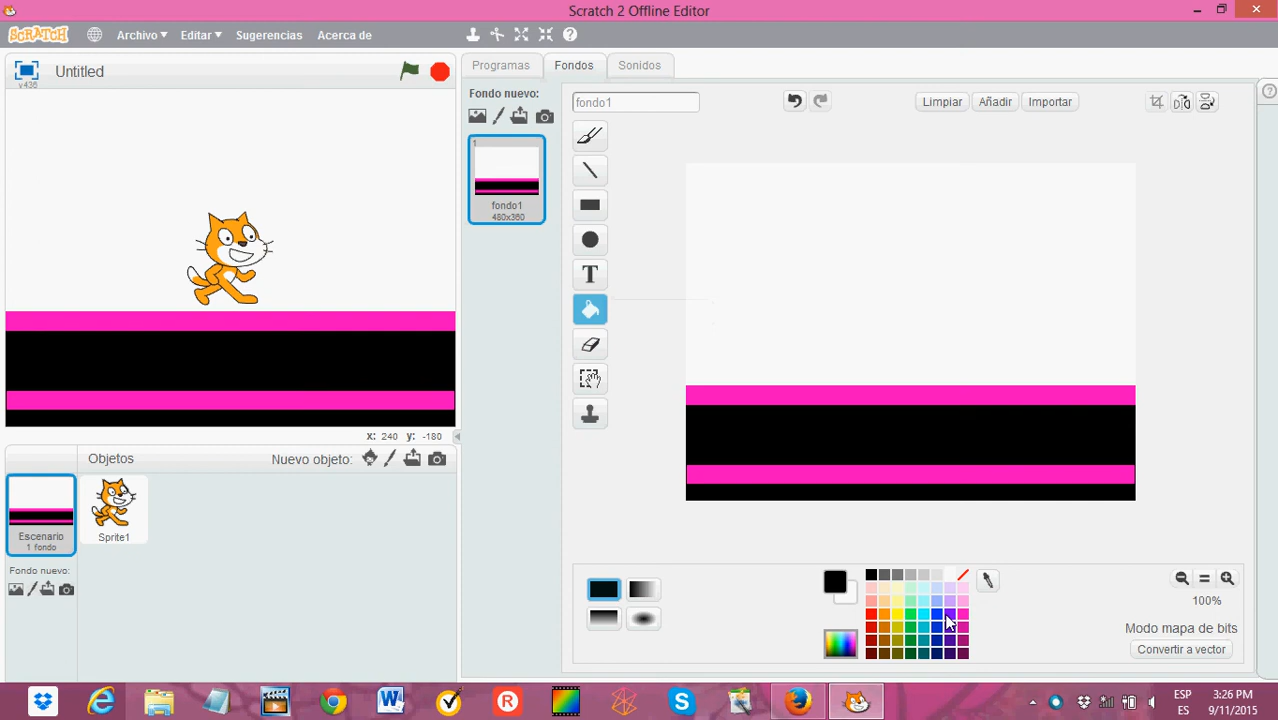 Scratch 2 Offline Editor
SCRATCH
Archivo
Editar
Sugerencias
Acerca de
Untitled
v436
Programas
Fondos
Sonidos
Fondo nuevo:
fondo1
Limpiar
Añadir
Importar
1
fondo1
480x360
T
x: 240 y: -180
Objetos
Nuevo objeto:
Escenario
1 fondo
Sprite1
Fondo nuevo:
100%
Modo mapa de bits
Convertir a vector
ESP
ES
3:26 PM
9/11/2015